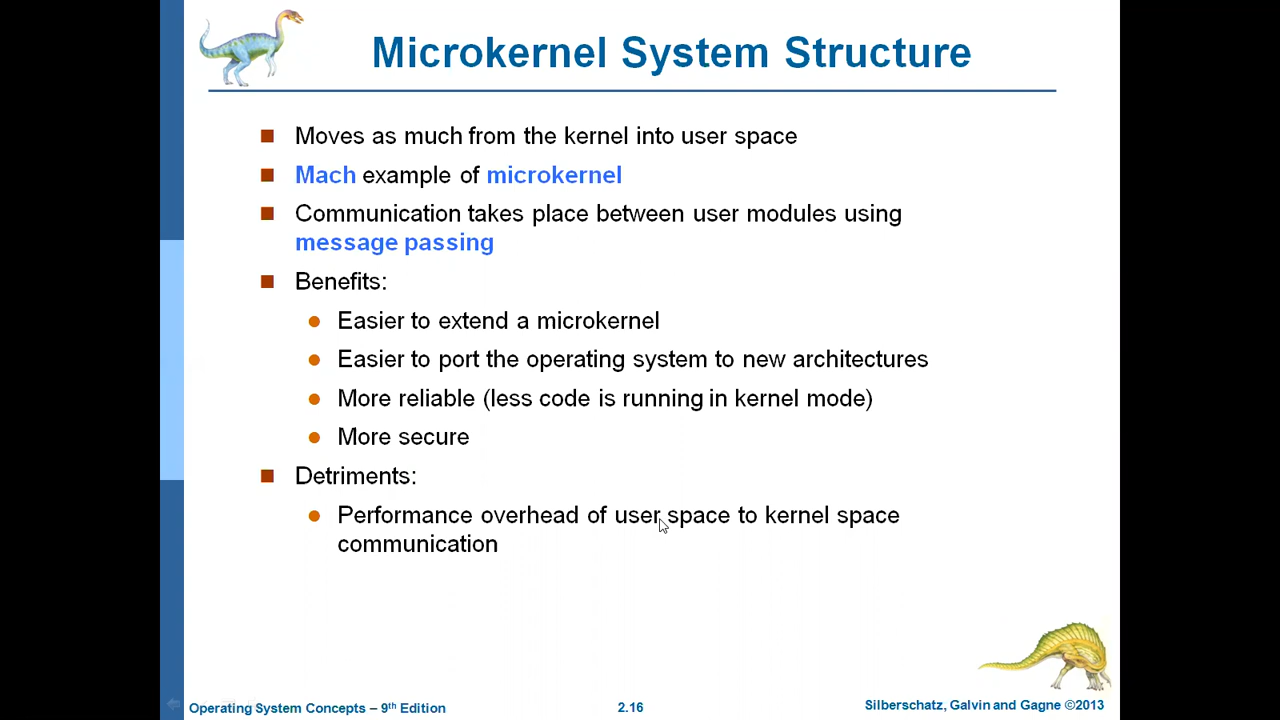 Microkernel System Structure
Moves as much from the kernel into user space
Mach example of microkernel
Communication takes place between user modules using
message passing
Benefits:
Easier to extend a microkernel
Easier to port the operating system to new architectures
More reliable (less code is running in kernel mode)
More secure
Detriments:
Performance overhead of user space to kernel space
communication
Operating System Concepts – 9th Edition
2.16
Silberschatz, Galvin and Gagne ©2013